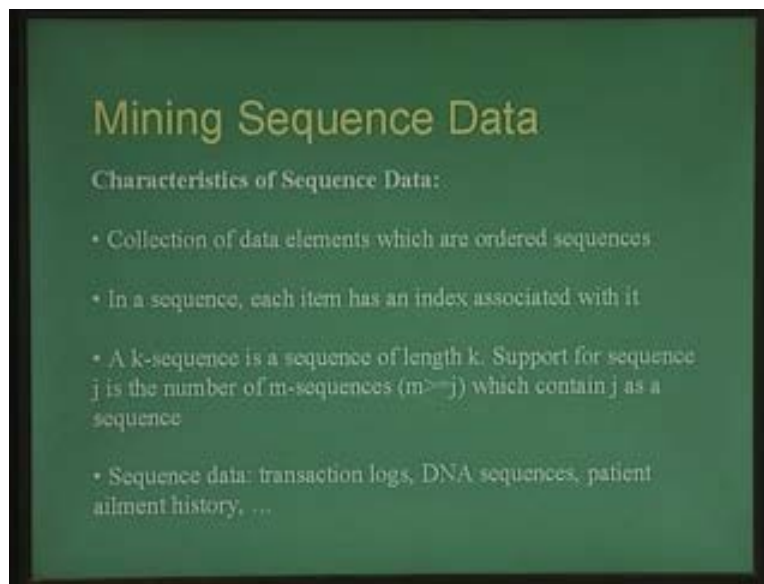 Mining Sequence Data
Characteristics of Sequence Data:
• Collection of data elements which are ordered sequences
• In a sequence, each item has an index associated with it
• A k-sequence is a sequence of length k. Support for sequence
j is the number of m-sequences (m>=j) which contain j as a
sequence
• Sequence data: transaction logs, DNA sequences, patient
ailment history, …